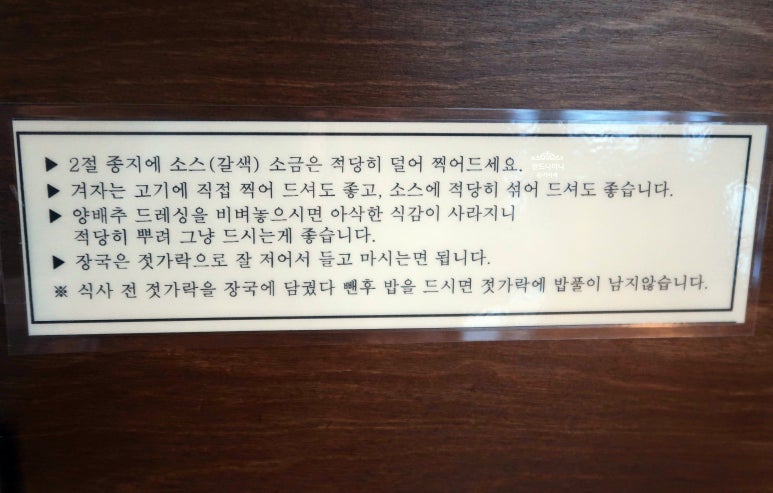 ▶ 2절 종지에 소스(갈색) 소금은 적당히 덜어 찍어드세요.
▶ 겨자는 고기에 직접 찍어 드셔도 좋고, 소스에 적당히 섞어 드셔도 좋습니다.
▶ 양배추 드레싱을 비벼놓으시면 아삭한 식감이 사라지니
적당히 뿌려 그냥 드시는게 좋습니다.
▶ 장국은 젓가락으로 잘 저어서 들고 마시는면 됩니다.
※ 식사 전 젓가락을 장국에 담궜다 뺀후 밥을 드시면 젓가락에 밥풀이 남지않습니다.